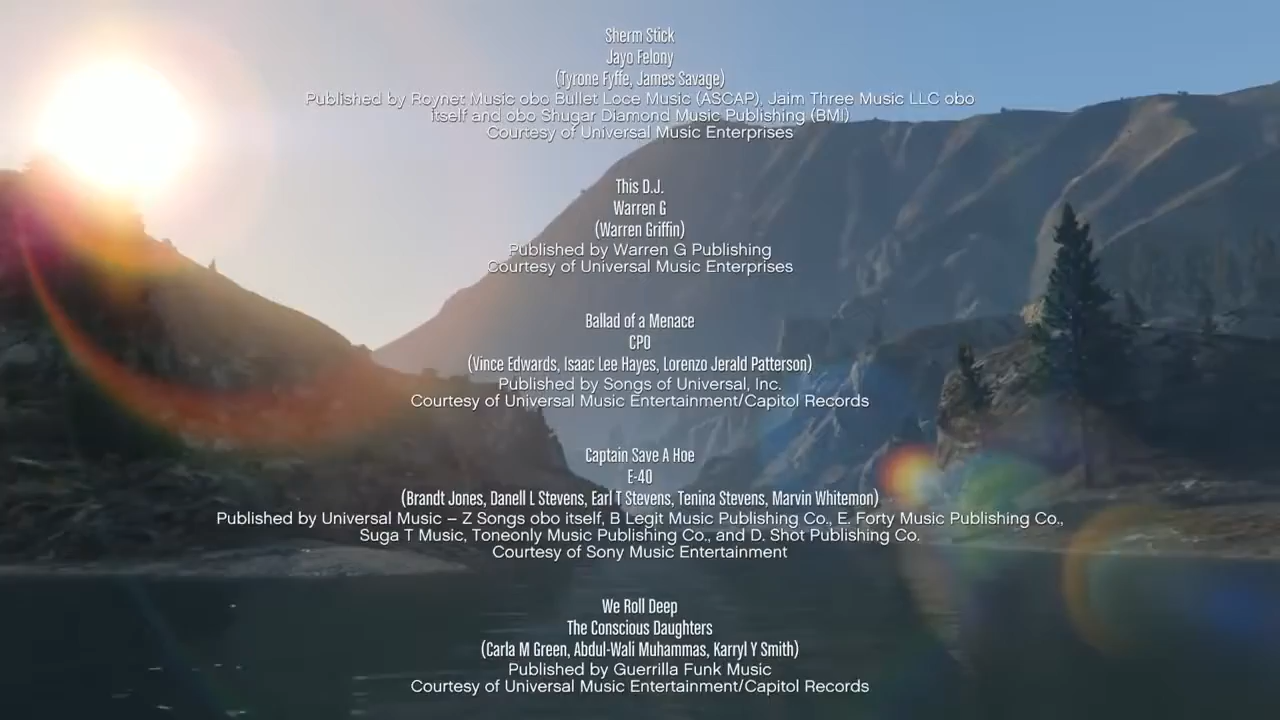 Sherm Stick
Jayo Felony
(Tyrone Fyffe, James Savage)
Published by Roynet Music obo Bullet Loce Music (ASCAP), Jaim Three Music LLC obo
itself and obo Shugar Diamond Music Publishing (BMI)
Courtesy of Universal Music Enterprises
This D.J.
Warren G
(Warren Griffin)
Published by Warren G Publishing
Courtesy of Universal Music Enterprises
Ballad of a Menace
CPO
(Vince Edwards, Isaac Lee Hayes, Lorenzo Jerald Patterson)
Published by Songs of Universal, Inc.
Courtesy of Universal Music Entertainment/Capitol Records
Captain Save A Hoe
E-40
(Brandt Jones, Danell L Stevens, Earl T Stevens, Tenina Stevens, Marvin Whitemon)
Published by Universal Music – Z Songs obo itself, B Legit Music Publishing Co., E. Forty Music Publishing Co.,
Suga T Music, Toneonly Music Publishing Co., and D. Shot Publishing Co.
Courtesy of Sony Music Entertainment
We Roll Deep
The Conscious Daughters
(Carla M Green, Abdul-Wali Muhammas, Karryl Y Smith)
Published by Guerrilla Funk Music
Courtesy of Universal Music Entertainment/Capitol Records